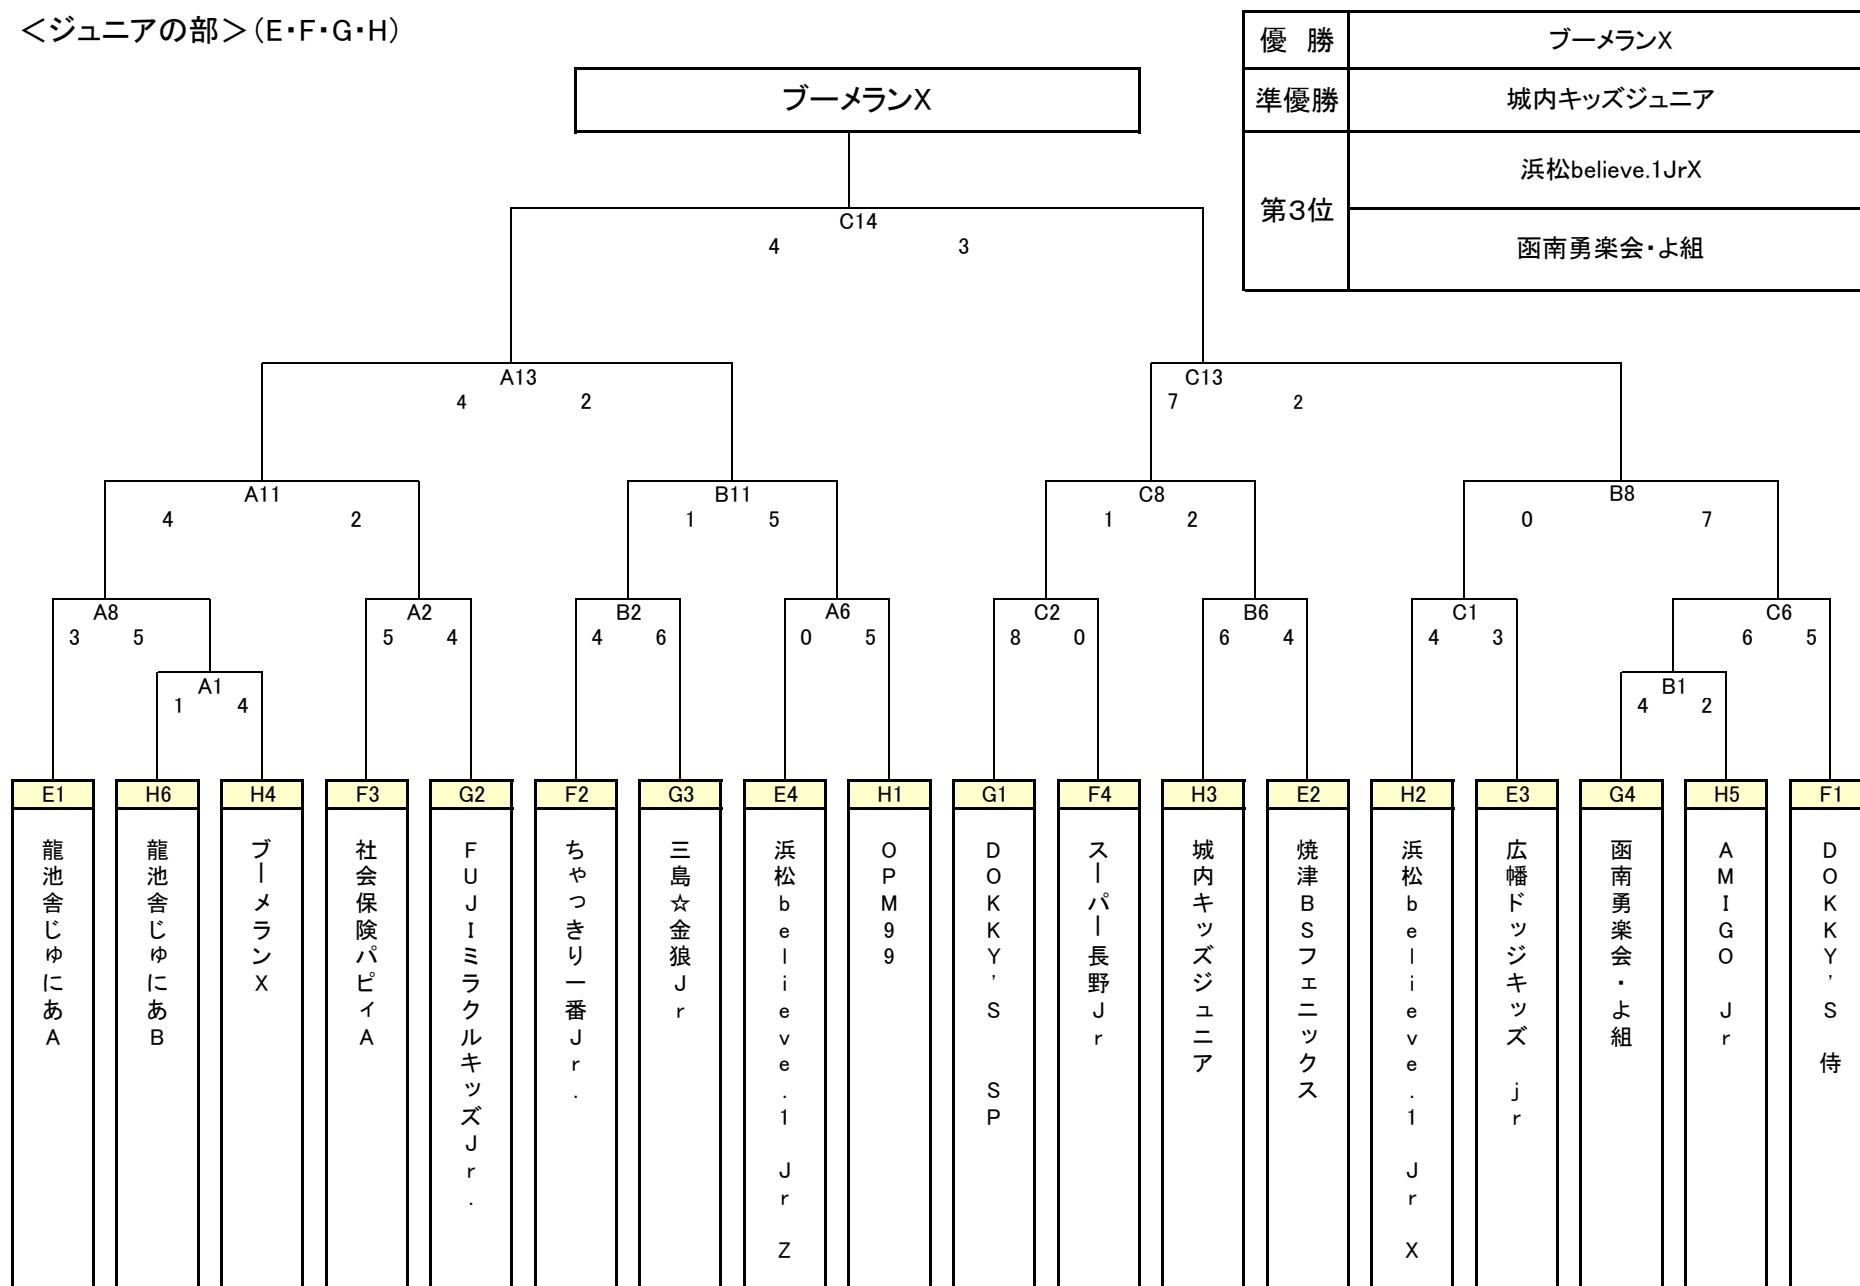 ＜ジュニアの部＞(E・F・G・H)
優　勝
ブーメランX
準優勝
城内キッズジュニア
第3位
浜松believe.1JrX
函南勇楽会・よ組
ブーメランX
C14
4 3
A13
4 2
C13
7 2
A11
4 2
B11
1 5
C8
1 2
B8
0 7
A8
3 5
A2
5 4
B2
4 6
A6
0 5
C2
8 0
B6
6 4
C1
4 3
C6
6 5
A1
1 4
B1
4 2
E1
龍池舎じゅにあA
H6
龍池舎じゅにあB
H4
ブーメランX
F3
社会保険パピィA
G2
FUJIミラクルキッズJr.
F2
ちゃっきり一番Jr.
G3
三島☆金狼Jr
E4
浜松believe.1 Jr Z
H1
OPM99
G1
DOKKY'S SP
F4
スーパー長野Jr
H3
城内キッズジュニア
E2
焼津BSフェニックス
H2
浜松believe.1 Jr X
E3
広幡ドッジキッズ jr
G4
函南勇楽会・よ組
H5
AMIGO Jr
F1
DOKKY'S 侍